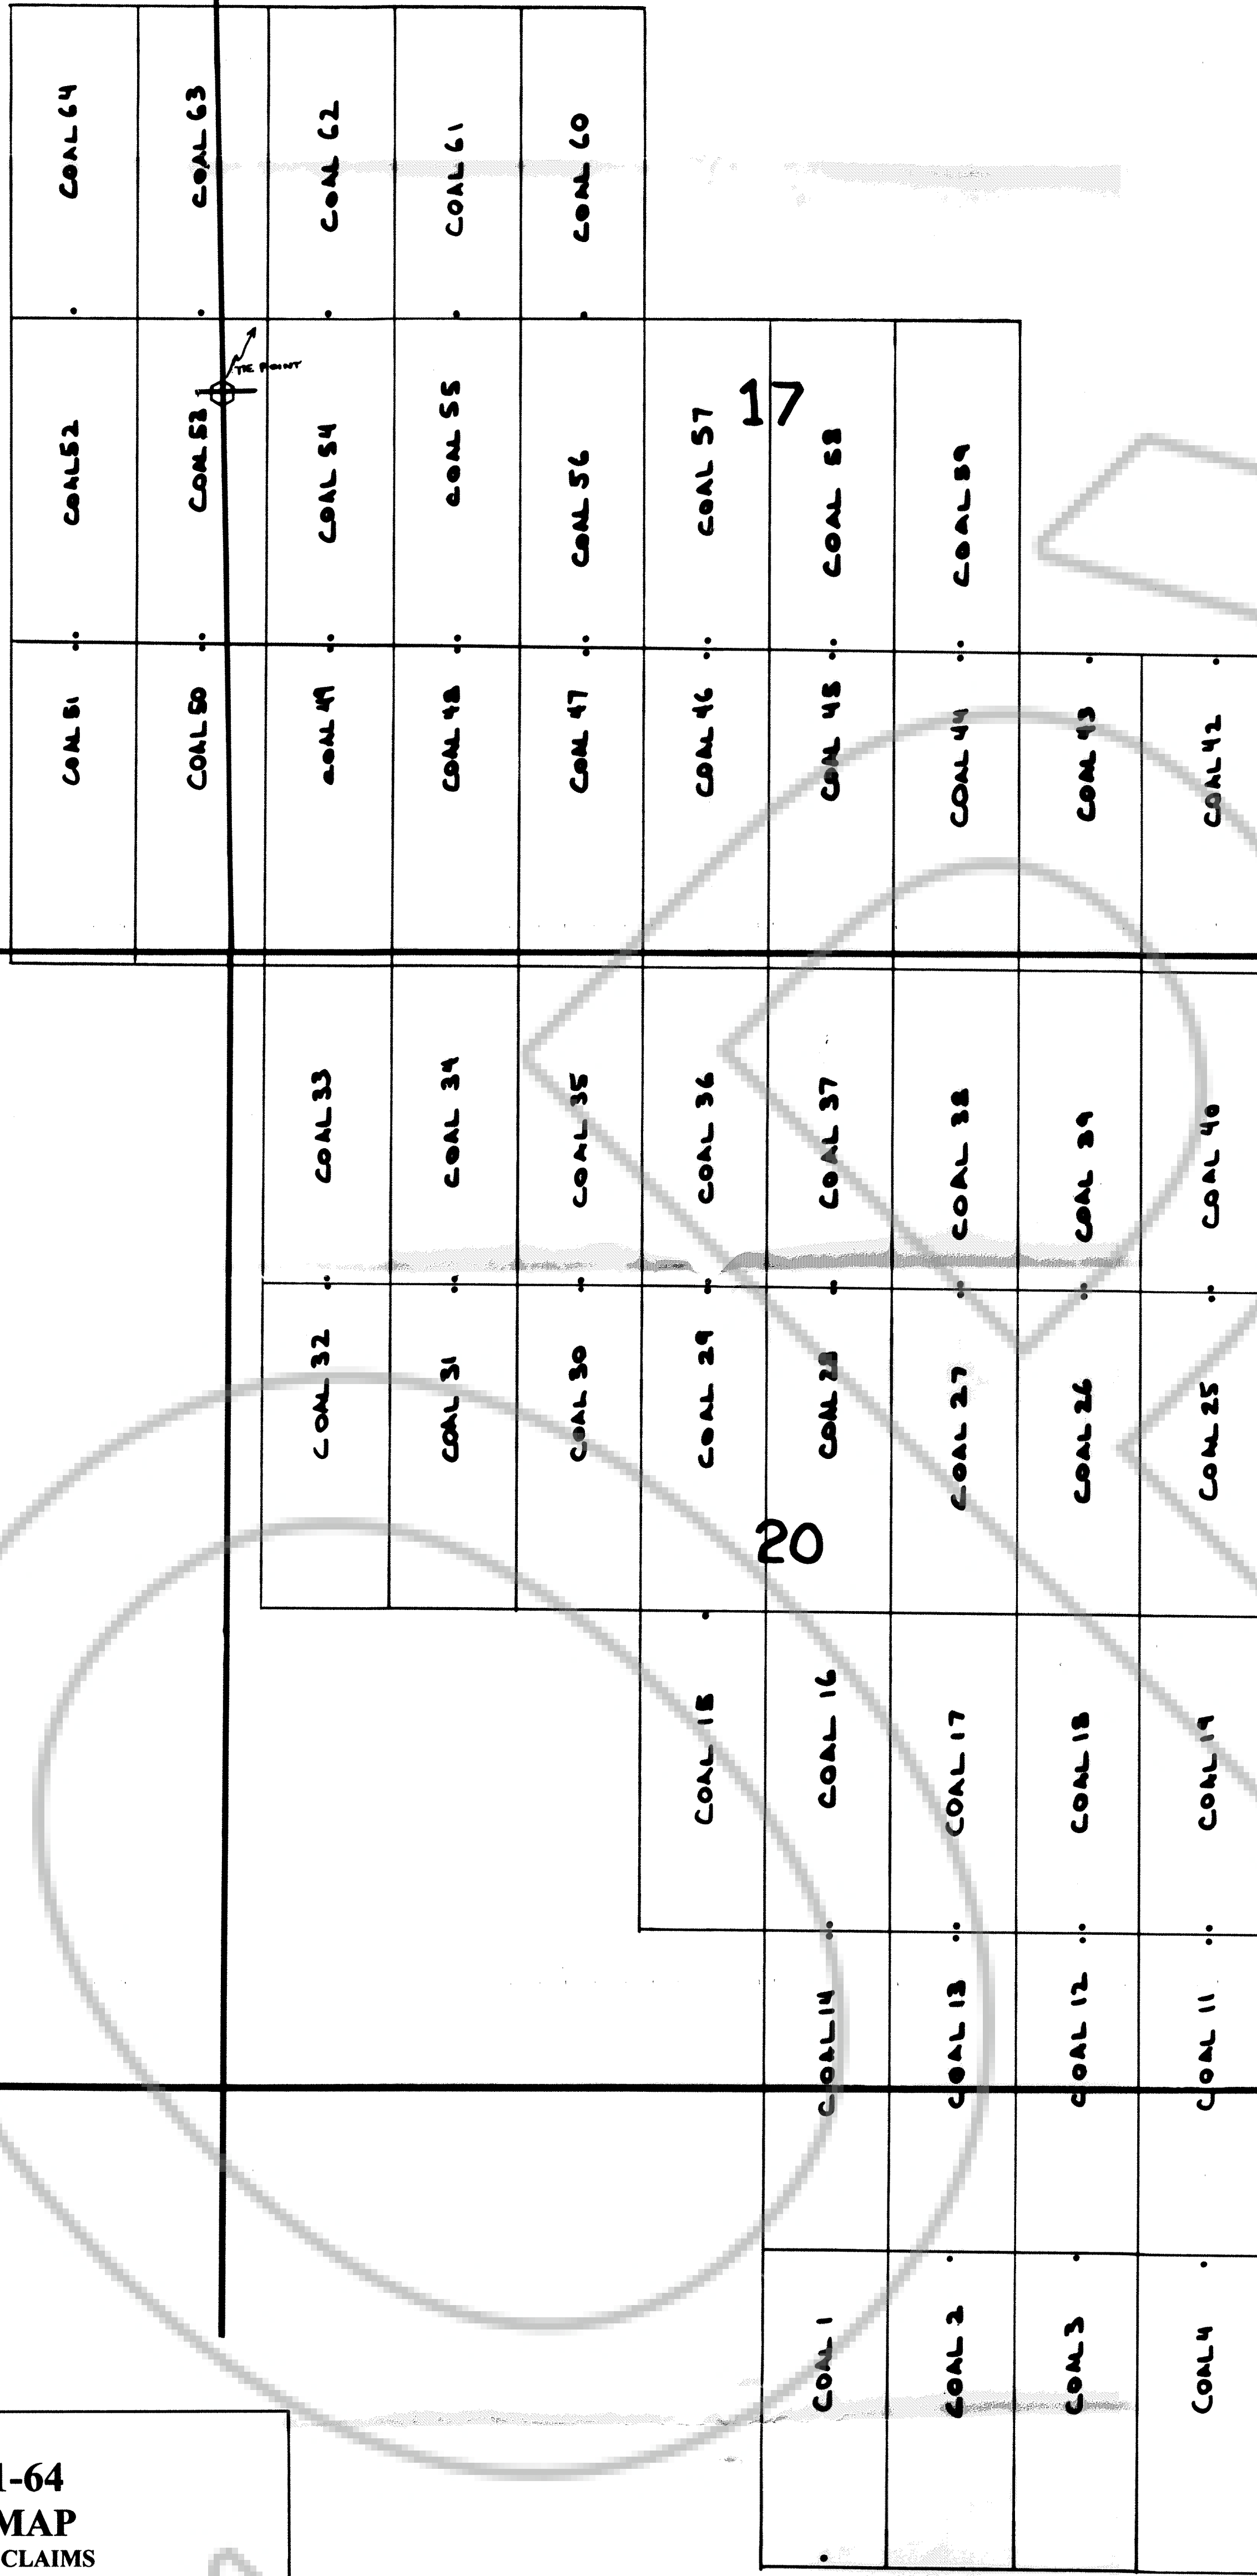 COAL 64
COAL 63
COAL 62
COAL 61
COAL 60
TIE POINT
17
COAL 52
COAL 53
COAL 54
COAL 55
COAL 56
COAL 57
COAL 58
COAL 59
COAL 51
COAL 50
COAL 49
COAL 48
COAL 47
COAL 46
COAL 45
COAL 44
COAL 43
COAL 42
COAL 33
COAL 34
COAL 35
COAL 36
COAL 37
COAL 38
COAL 39
COAL 40
COAL 32
COAL 31
COAL 30
COAL 29
COAL 28
COAL 27
COAL 26
COAL 25
20
COAL 15
COAL 16
COAL 17
COAL 18
COAL 19
COAL 14
COAL 13
COAL 12
COAL 11
COAL 1
COAL 2
COAL 3
COAL 4
1-64
MAP
CLAIMS